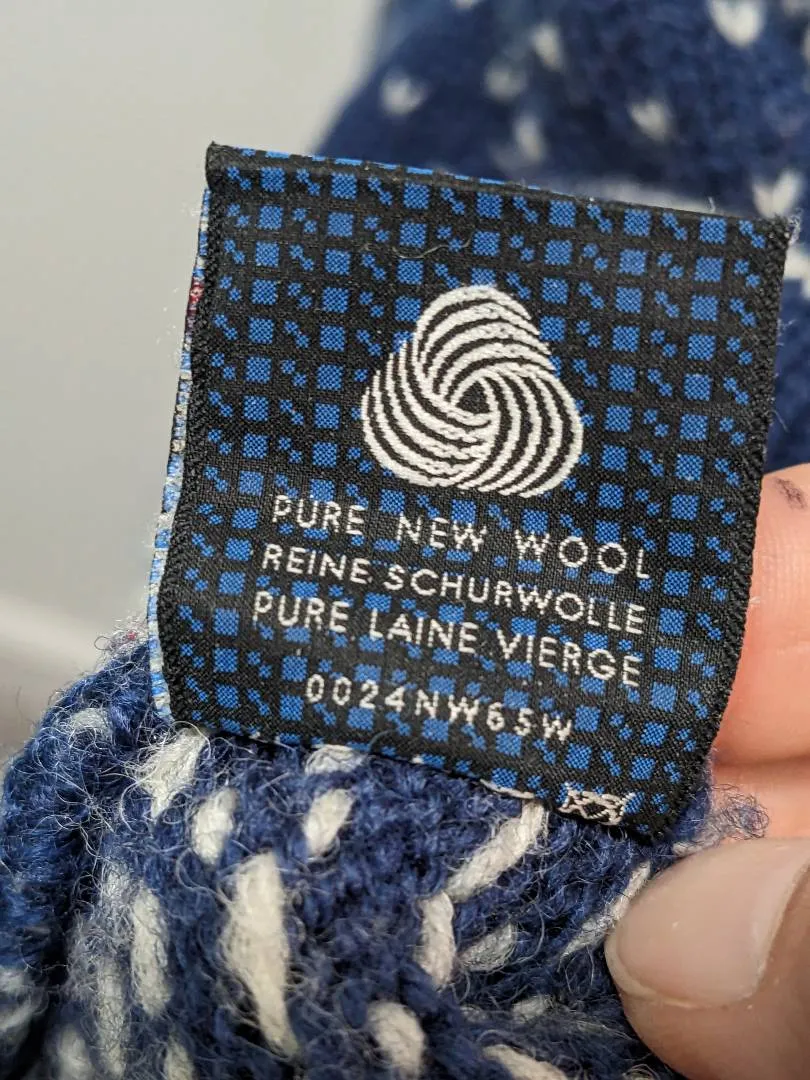 PURE NEW WOOL
REINE SCHURWOLLE
PURE LAINE VIERGE
0024NW65W